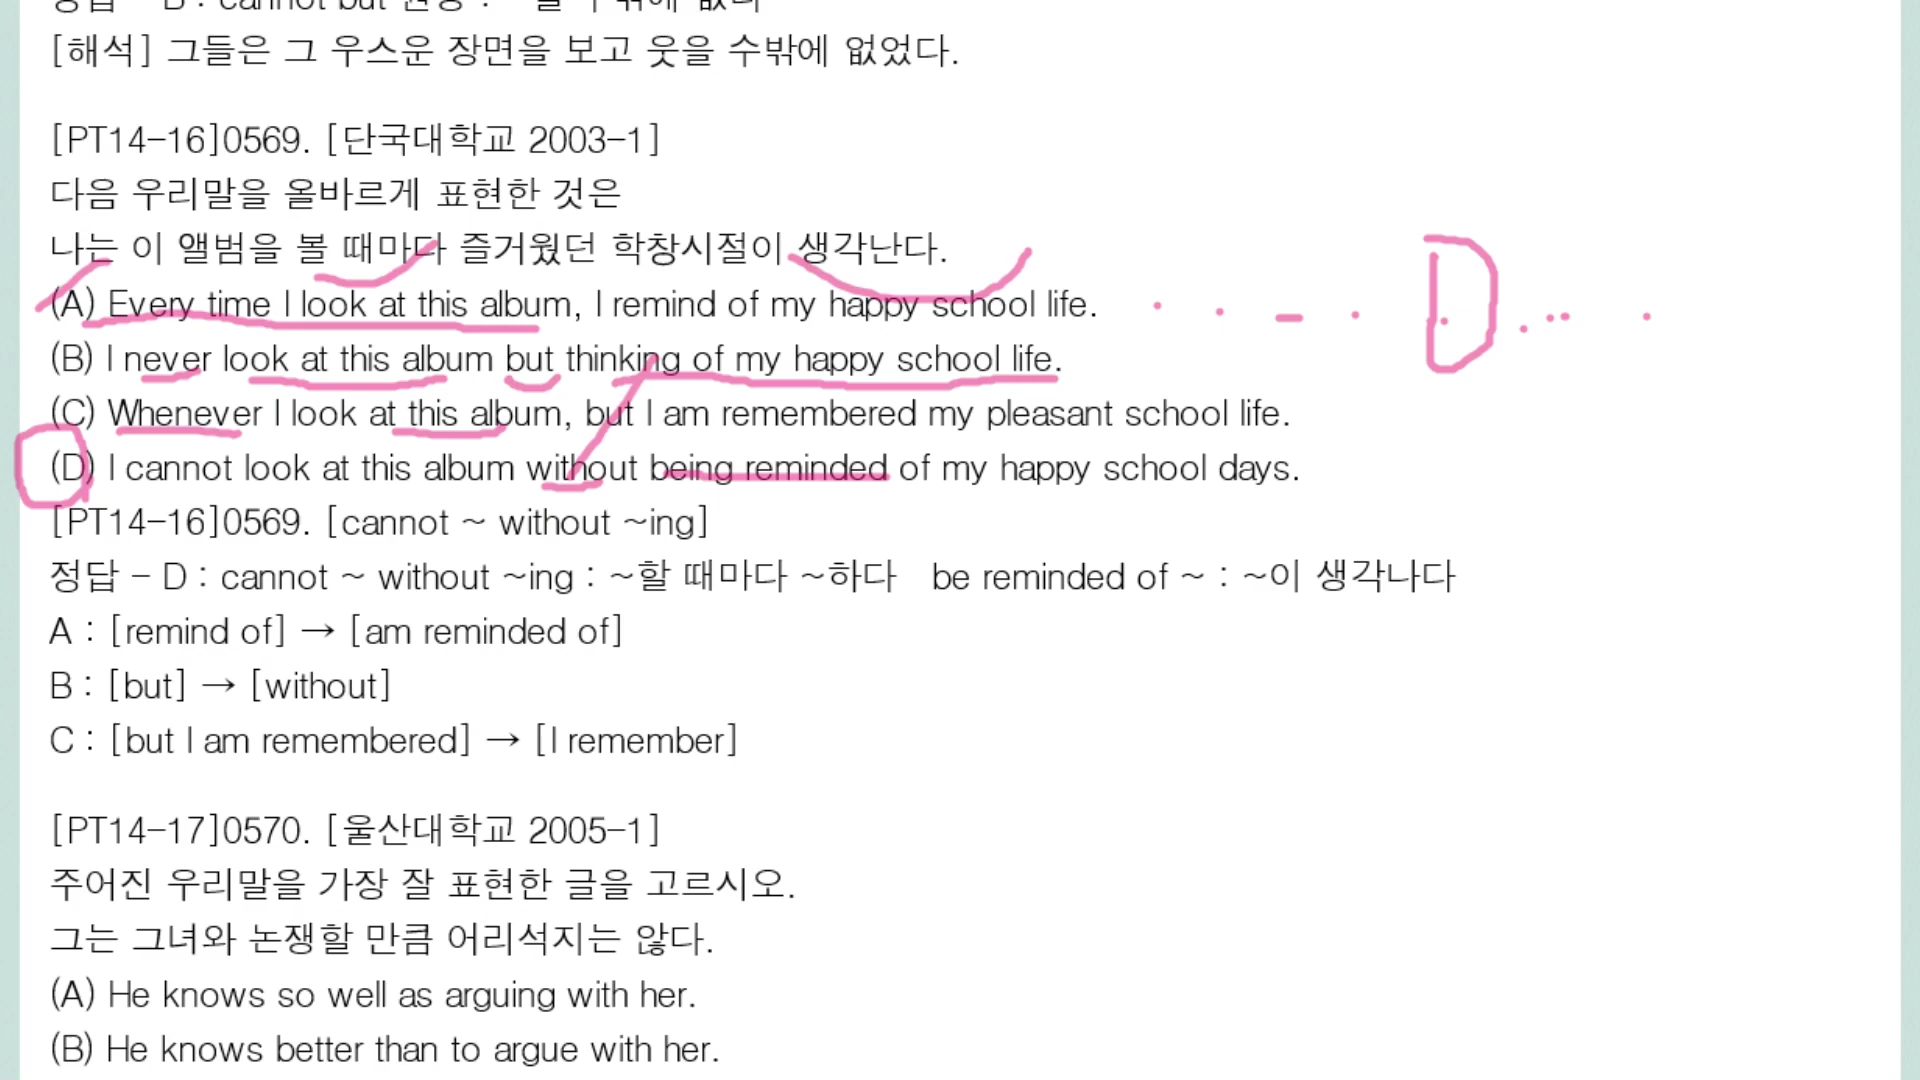 B : cannot but
[해석] 그들은 그 우스운 장면을 보고 웃을 수밖에 없었다.
[PT14-16]0569. [단국대학교 2003-1]
다음 우리말을 올바르게 표현한 것은
나는 이 앨범을 볼 때마다 즐거웠던 학창시절이 생각난다.
(A) Every time I look at this album, I remind of my happy school life.
D
(B) I never look at this album but thinking of my happy school life.
(C) Whenever I look at this album, but I am remembered my pleasant school life.
(D) I cannot look at this album without being reminded of my happy school days.
[PT14-16]0569. [cannot ~ without ~ing]
정답 - D : cannot ~ without ~ing : ~할 때마다 ~하다 be reminded of ~ : ~이 생각나다
A : [remind of] → [am reminded of]
B : [but] → [without]
C : [but I am remembered] → [I remember]
[PT14-17]0570. [울산대학교 2005-1]
주어진 우리말을 가장 잘 표현한 글을 고르시오.
그는 그녀와 논쟁할 만큼 어리석지는 않다.
(A) He knows so well as arguing with her.
(B) He knows better than to argue with her.